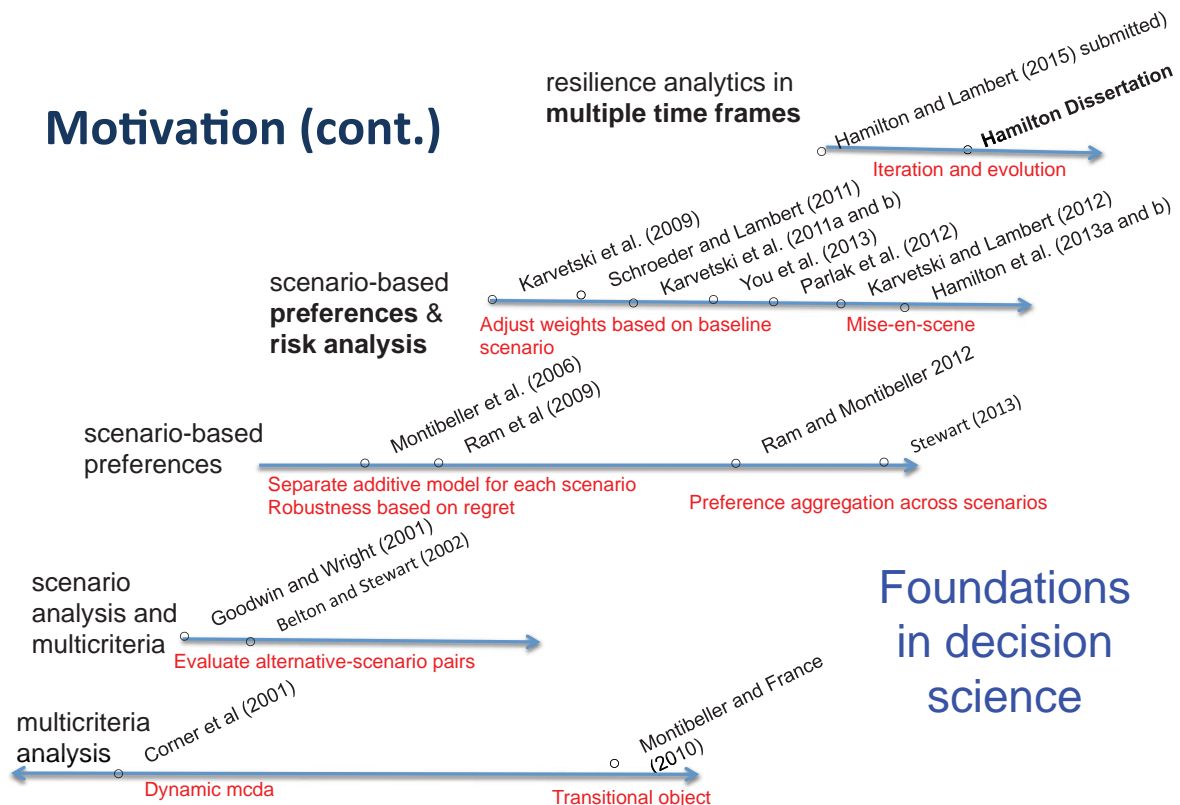 Motivation (cont.)
resilience analytics in
multiple time frames
Hamilton and Lambert (2015) submitted)
Hamilton Dissertation
Iteration and evolution
scenario-based
preferences &
risk analysis
Karvetski et al. (2009)
Schroeder and Lambert (2011)
Karvetski et al. (2011a and b)
You et al. (2013)
Parlak et al. (2012)
Karvetski and Lambert (2012)
Hamilton et al. (2013a and b)
Adjust weights based on baseline
scenario
Mise-en-scene
scenario-based
preferences
Montibeller et al. (2006)
Ram et al (2009)
Ram and Montibeller 2012
Stewart (2013)
Separate additive model for each scenario
Robustness based on regret
Preference aggregation across scenarios
scenario
analysis and
multicriteria
Goodwin and Wright (2001)
Belton and Stewart (2002)
Evaluate alternative-scenario pairs
Foundations
in decision
science
multicriteria
analysis
Corner et al (2001)
Montibeller and France
(2010)
Dynamic mcda
Transitional object